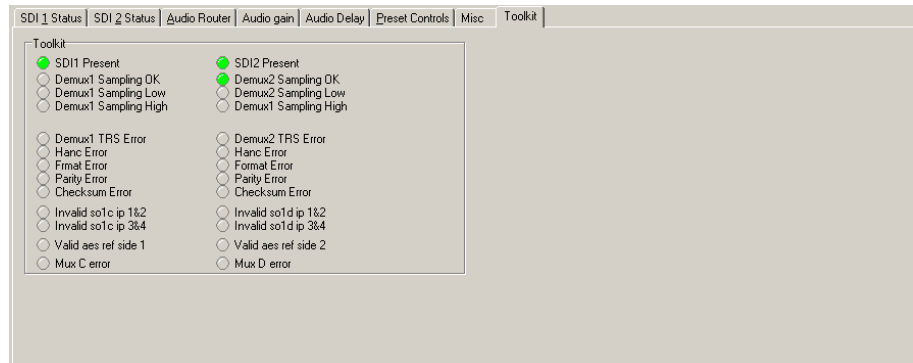 SDI 1 Status SDI 2 Status Audio Router Audio gain Audio Delay Preset Controls Misc Toolkit
Toolkit
SDI1 Present SDI2 Present
Demux1 Sampling OK Demux2 Sampling OK
Demux1 Sampling Low Demux2 Sampling Low
Demux1 Sampling High Demux1 Sampling High
Demux1 TRS Error Demux2 TRS Error
Hanc Error Hanc Error
Frmat Error Format Error
Parity Error Parity Error
Checksum Error Checksum Error
Invalid so1c ip 1&2 Invalid so1d ip 1&2
Invalid so1c ip 3&4 Invalid so1d ip 3&4
Valid aes ref side 1 Valid aes ref side 2
Mux C error Mux D error